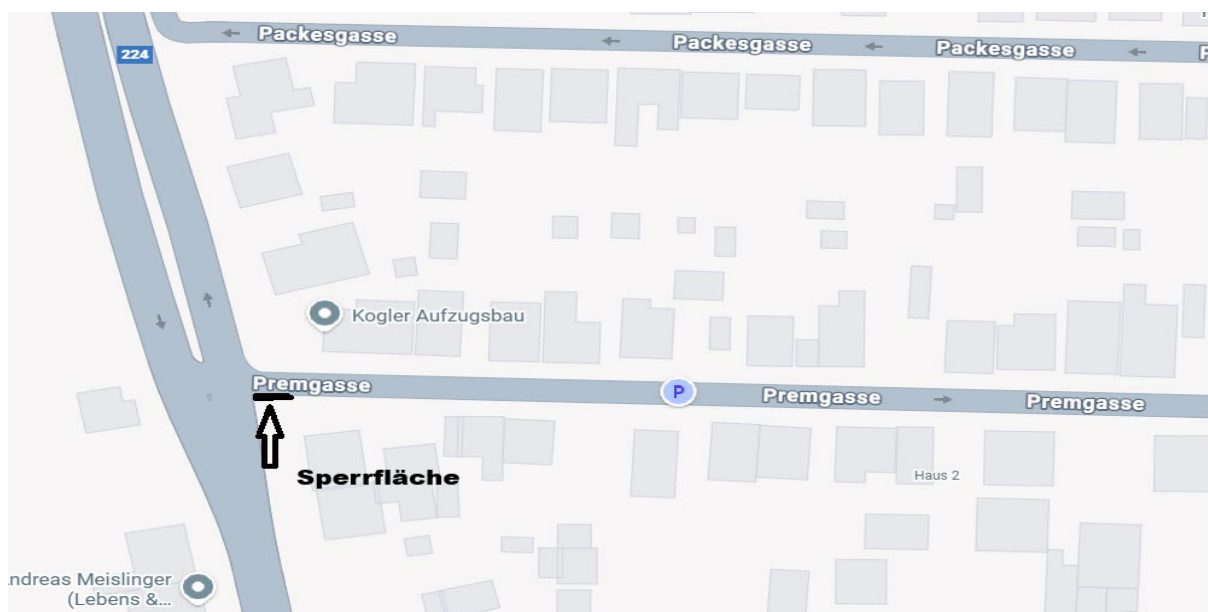 Packesgasse
Packesgasse
Packesgasse
224
Kogler Aufzugsbau
Premgasse
P
Premgasse
Premgasse
Sperrfläche
Haus 2
ndreas Meislinger
(Lebens &...